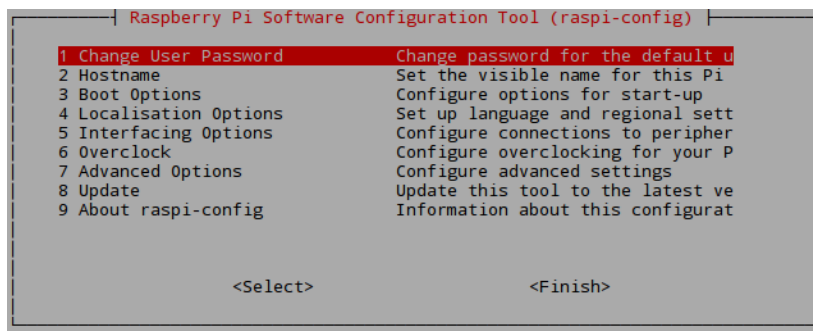 Raspberry Pi Software Configuration Tool (raspi-config)
1 Change User Password Change password for the default u
2 Hostname Set the visible name for this Pi
3 Boot Options Configure options for start-up
4 Localisation Options Set up language and regional sett
5 Interfacing Options Configure connections to peripher
6 Overclock Configure overclocking for your P
7 Advanced Options Configure advanced settings
8 Update Update this tool to the latest ve
9 About raspi-config Information about this configurat
<Select> <Finish>